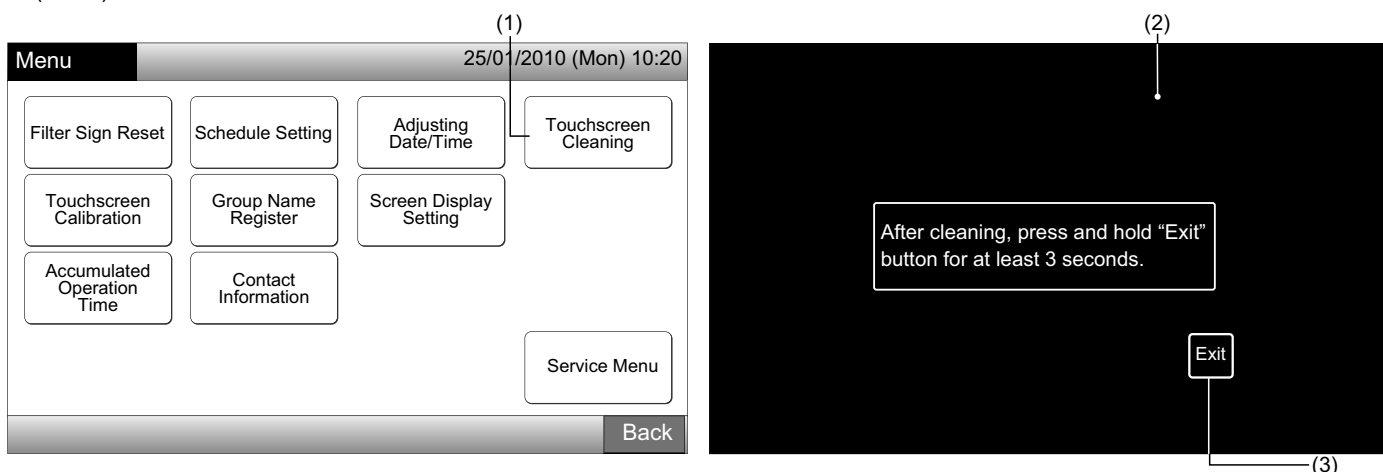 (1)
(2)
Menu
25/01/2010 (Mon) 10:20
Filter Sign Reset
Schedule Setting
Adjusting
Date/Time
Touchscreen
Cleaning
Touchscreen
Calibration
Group Name
Register
Screen Display
Setting
Accumulated
Operation
Time
Contact
Information
Service Menu
Back
After cleaning, press and hold “Exit”
button for at least 3 seconds.
Exit
(3)